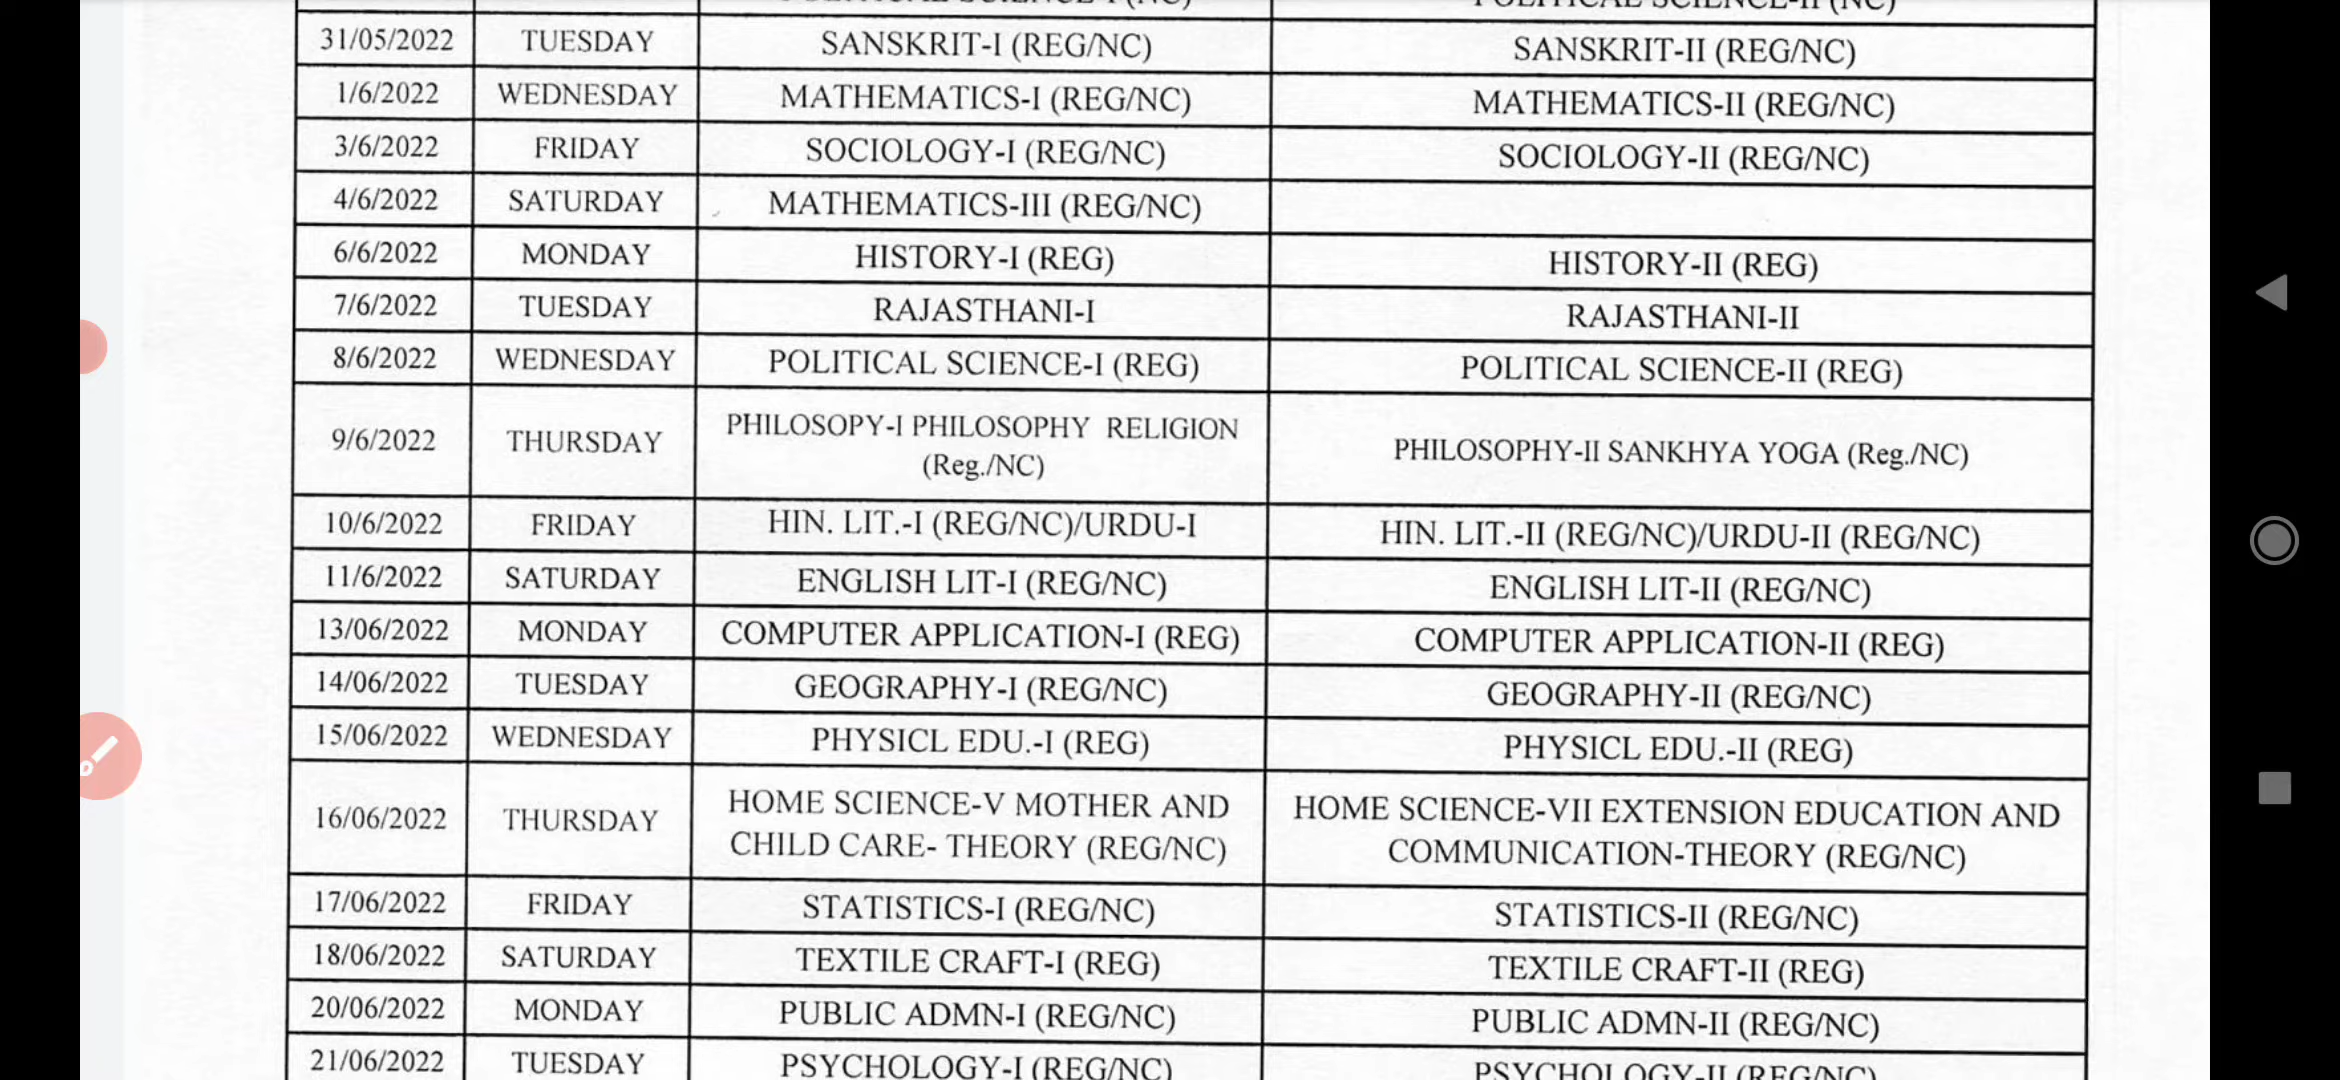 POLITICAL SCIENCE-I (NC) POLITICAL SCIENCE-II (NC)
31/05/2022 TUESDAY SANSKRIT-I (REG/NC) SANSKRIT-II (REG/NC)
1/6/2022 WEDNESDAY MATHEMATICS-I (REG/NC) MATHEMATICS-II (REG/NC)
3/6/2022 FRIDAY SOCIOLOGY-I (REG/NC) SOCIOLOGY-II (REG/NC)
4/6/2022 SATURDAY MATHEMATICS-III (REG/NC)
6/6/2022 MONDAY HISTORY-I (REG) HISTORY-II (REG)
7/6/2022 TUESDAY RAJASTHANI-I RAJASTHANI-II
8/6/2022 WEDNESDAY POLITICAL SCIENCE-I (REG) POLITICAL SCIENCE-II (REG)
9/6/2022 THURSDAY PHILOSOPY-I PHILOSOPHY RELIGION
(Reg./NC) PHILOSOPHY-II SANKHYA YOGA (Reg./NC)
10/6/2022 FRIDAY HIN. LIT.-I (REG/NC)/URDU-I HIN. LIT.-II (REG/NC)/URDU-II (REG/NC)
11/6/2022 SATURDAY ENGLISH LIT-I (REG/NC) ENGLISH LIT-II (REG/NC)
13/06/2022 MONDAY COMPUTER APPLICATION-I (REG) COMPUTER APPLICATION-II (REG)
14/06/2022 TUESDAY GEOGRAPHY-I (REG/NC) GEOGRAPHY-II (REG/NC)
15/06/2022 WEDNESDAY PHYSICL EDU.-I (REG) PHYSICL EDU.-II (REG)
16/06/2022 THURSDAY HOME SCIENCE-V MOTHER AND
CHILD CARE- THEORY (REG/NC) HOME SCIENCE-VII EXTENSION EDUCATION AND
COMMUNICATION-THEORY (REG/NC)
17/06/2022 FRIDAY STATISTICS-I (REG/NC) STATISTICS-II (REG/NC)
18/06/2022 SATURDAY TEXTILE CRAFT-I (REG) TEXTILE CRAFT-II (REG)
20/06/2022 MONDAY PUBLIC ADMN-I (REG/NC) PUBLIC ADMN-II (REG/NC)
21/06/2022 TUESDAY PSYCHOLOGY-I (REG/NC) PSYCHOLOGY-II (REG/NC)